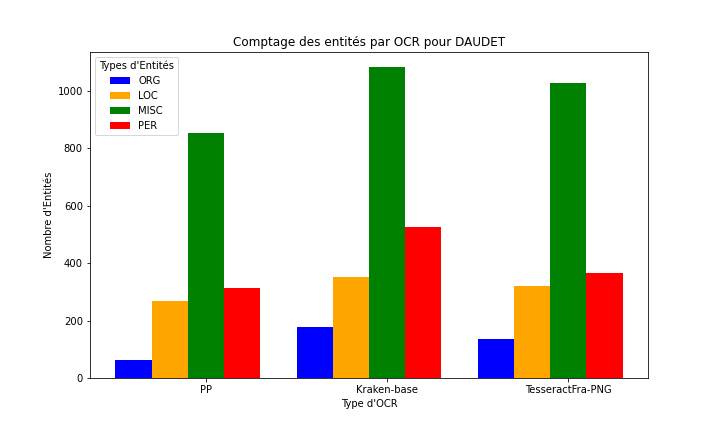 Comptage des entités par OCR pour DAUDET
Types d'Entités
ORG
LOC
MISC
PER
Nombre d'Entités
1000
800
600
400
200
0
PP
Kraken-base
TesseractFra-PNG
Type d'OCR